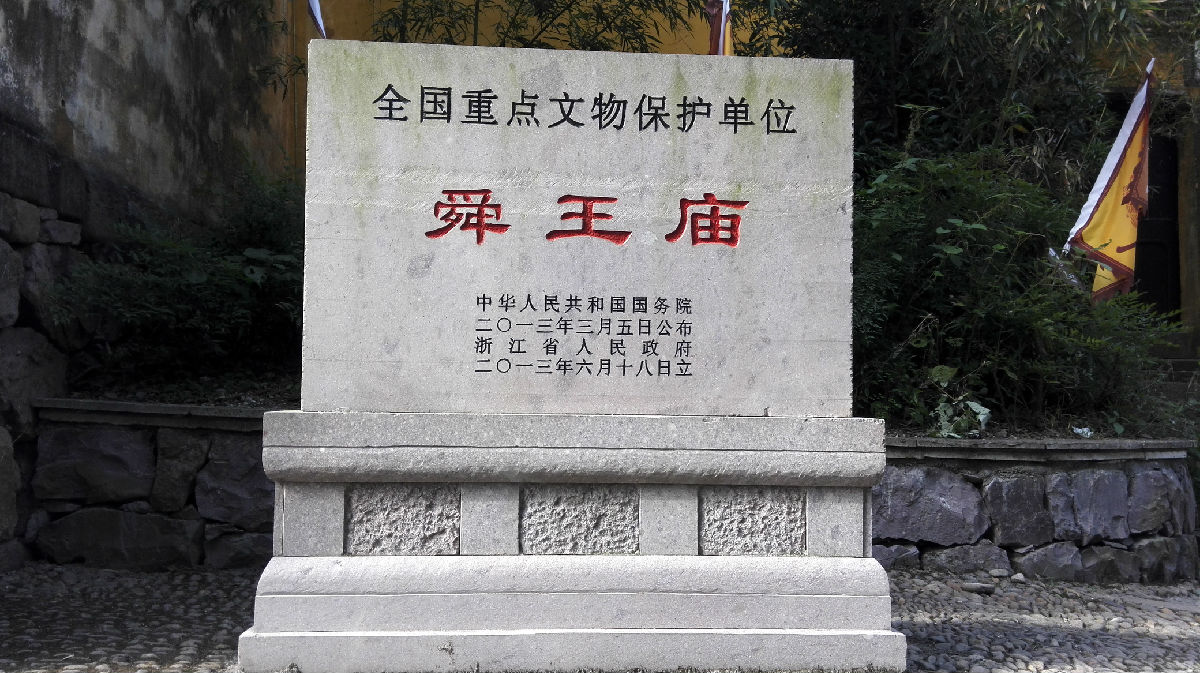 全国重点文物保护单位
舜王庙
中华人民共和国国务院
二〇一三年三月五日公布
浙江省人民政府
二〇一三年六月十八日立